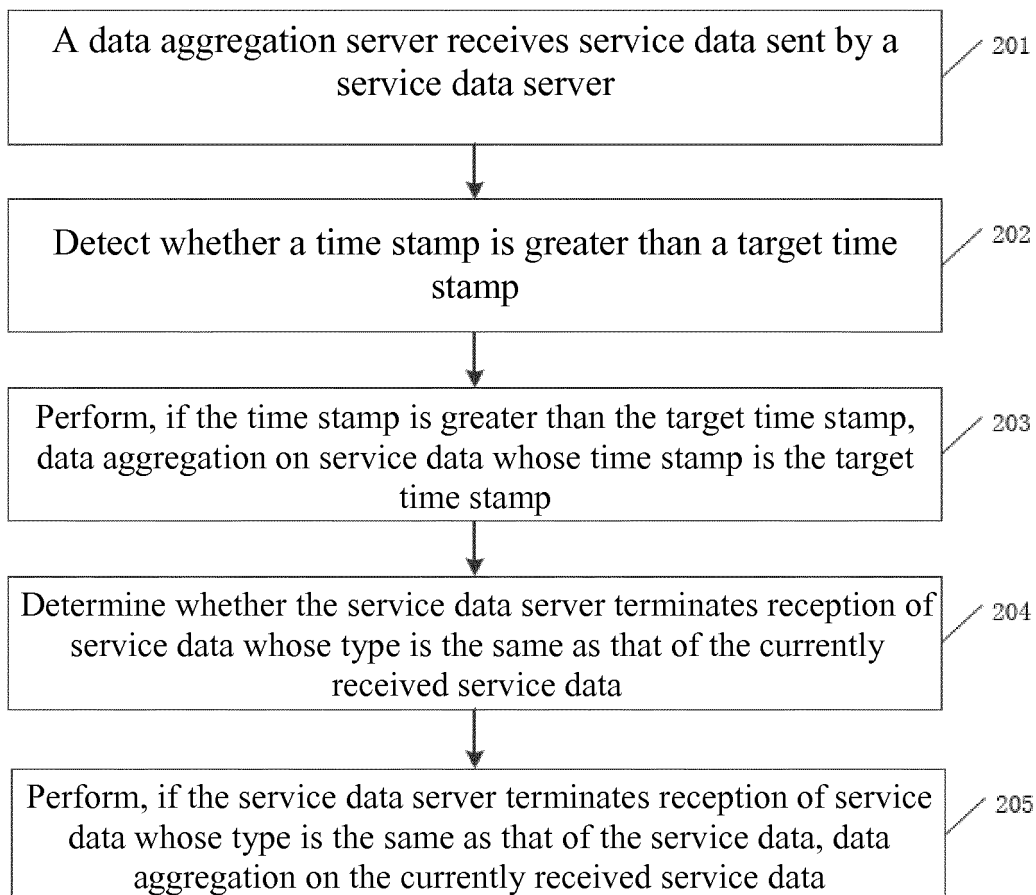 A data aggregation server receives service data sent by a
service data server
201
Detect whether a time stamp is greater than a target time
stamp
202
Perform, if the time stamp is greater than the target time stamp,
data aggregation on service data whose time stamp is the target
time stamp
203
Determine whether the service data server terminates reception of
service data whose type is the same as that of the currently
received service data
204
Perform, if the service data server terminates reception of service
data whose type is the same as that of the service data, data
aggregation on the currently received service data
205